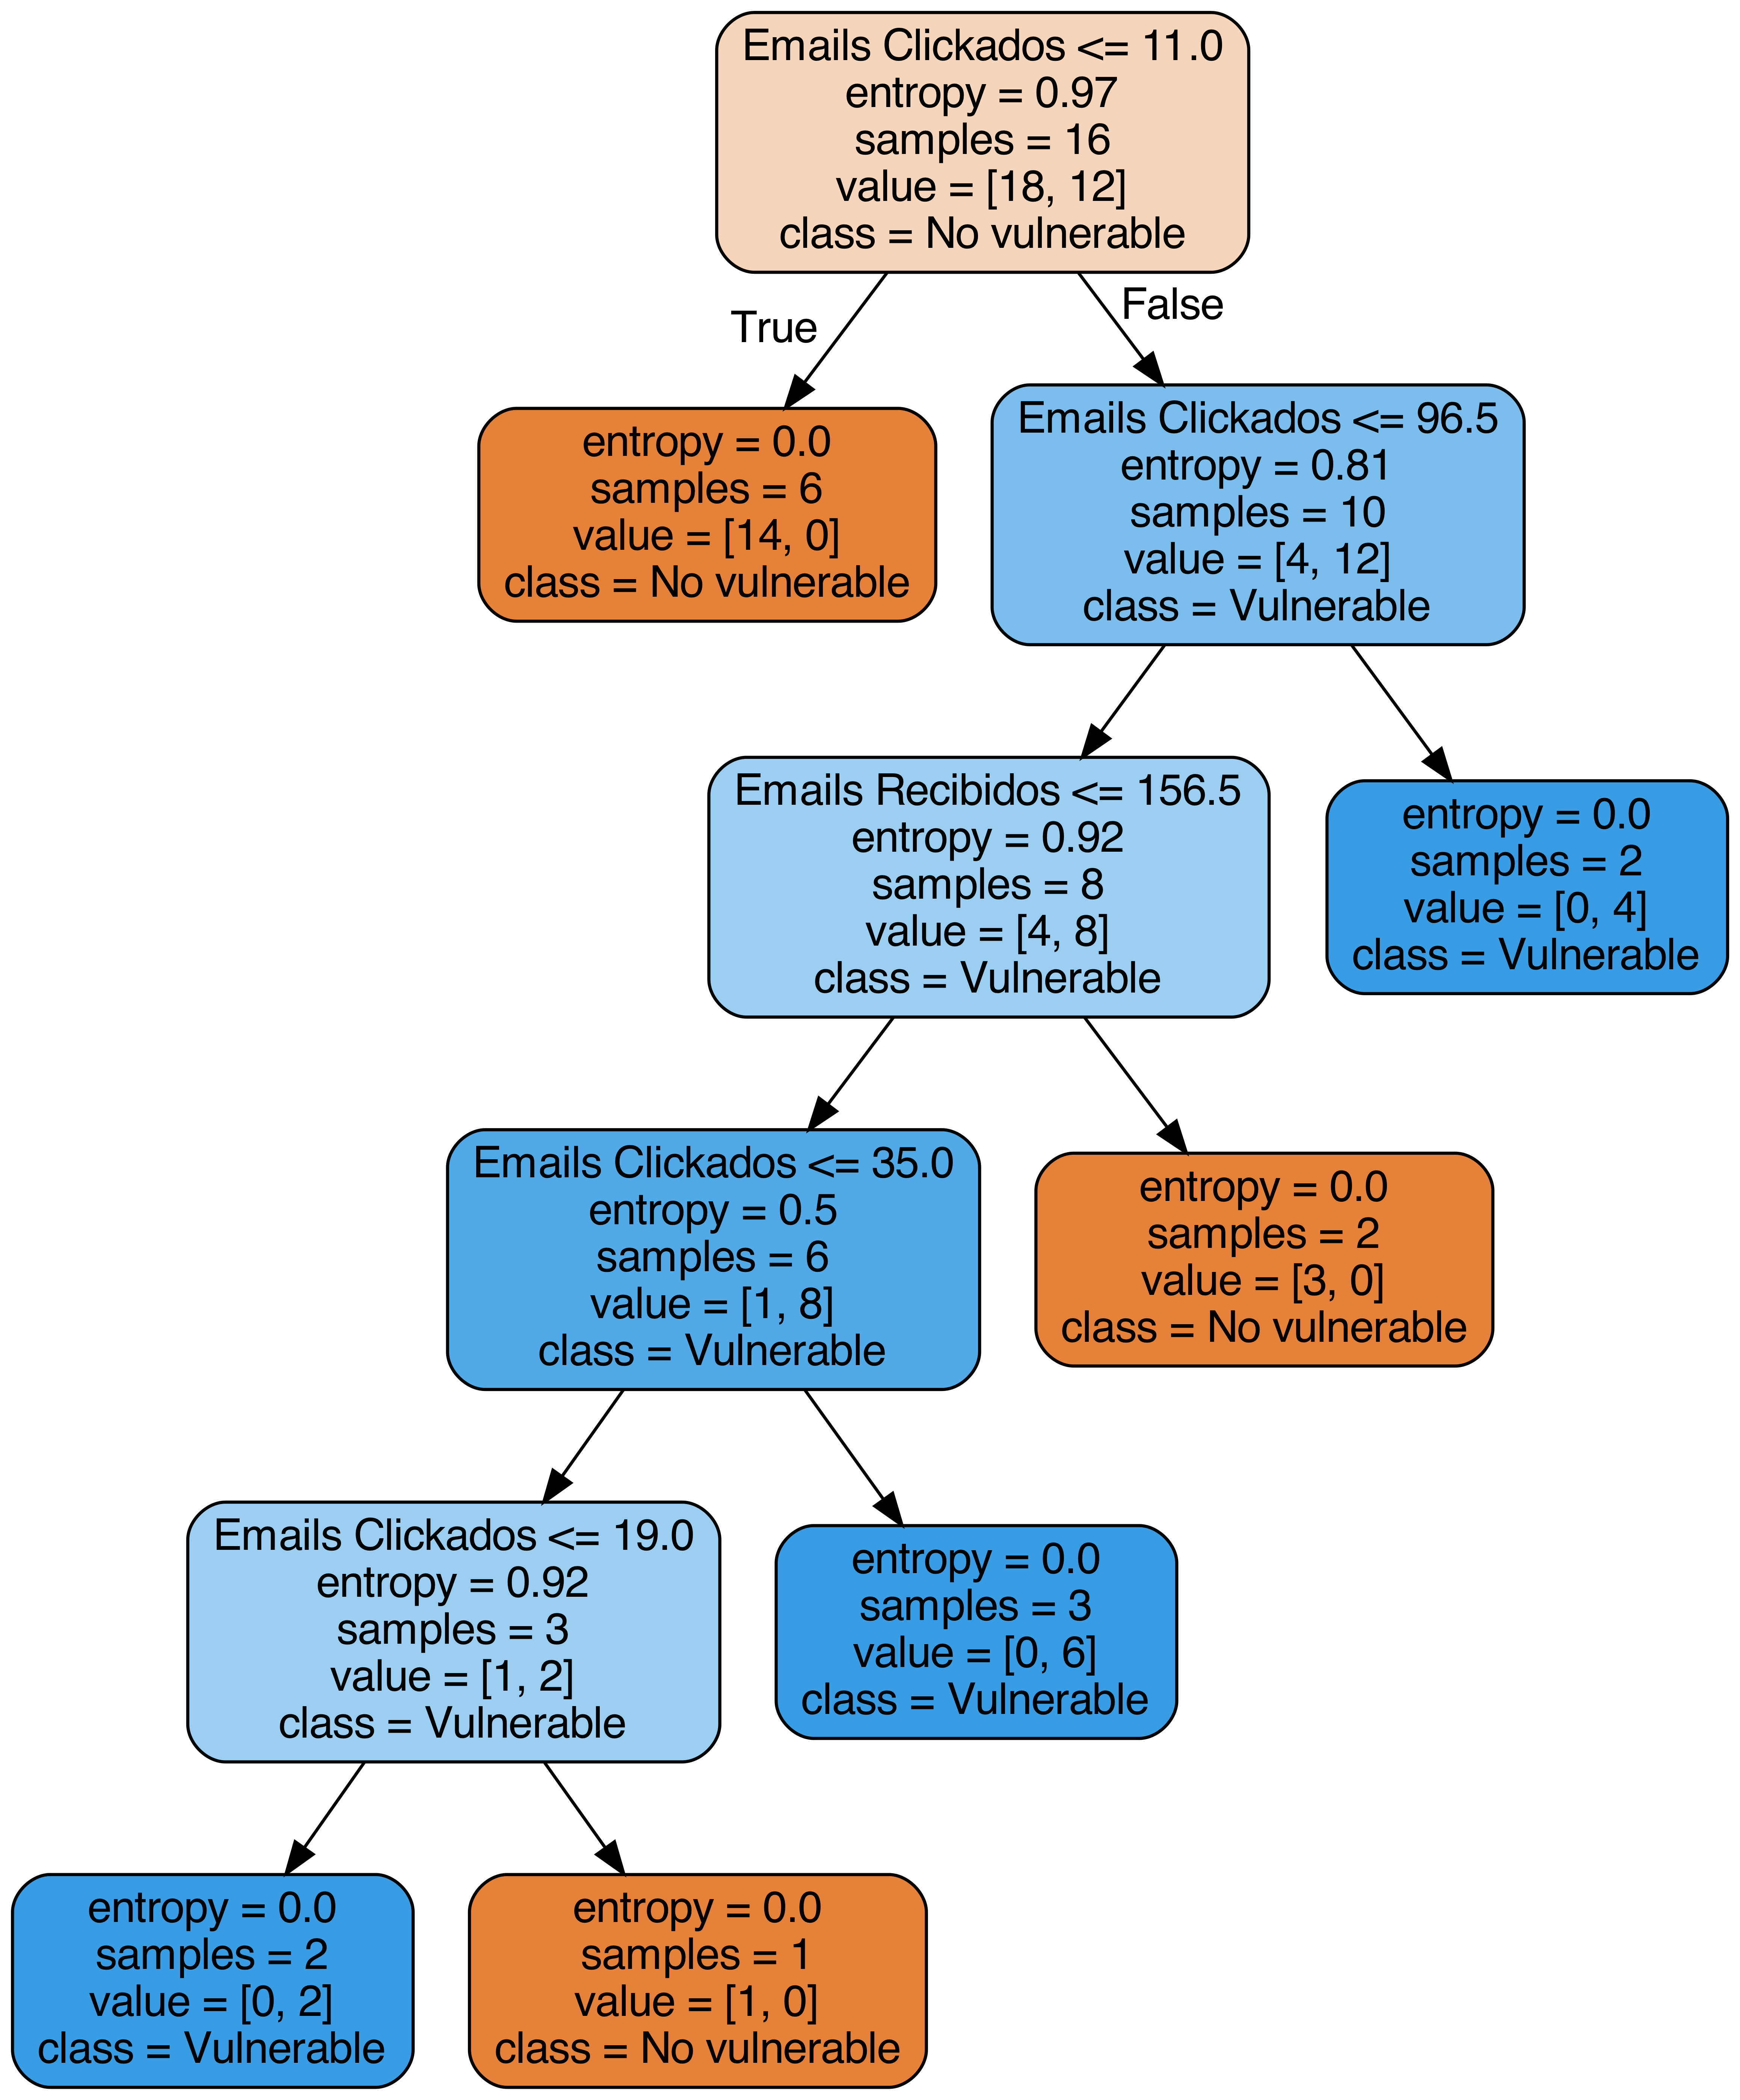 Emails Clickados <= 11.0
entropy = 0.97
samples = 16
value = [18, 12]
class = No vulnerable
True
False
entropy = 0.0
samples = 6
value = [14, 0]
class = No vulnerable
Emails Clickados <= 96.5
entropy = 0.81
samples = 10
value = [4, 12]
class = Vulnerable
Emails Recibidos <= 156.5
entropy = 0.92
samples = 8
value = [4, 8]
class = Vulnerable
entropy = 0.0
samples = 2
value = [0, 4]
class = Vulnerable
Emails Clickados <= 35.0
entropy = 0.5
samples = 6
value = [1, 8]
class = Vulnerable
entropy = 0.0
samples = 2
value = [3, 0]
class = No vulnerable
Emails Clickados <= 19.0
entropy = 0.92
samples = 3
value = [1, 2]
class = Vulnerable
entropy = 0.0
samples = 3
value = [0, 6]
class = Vulnerable
entropy = 0.0
samples = 2
value = [0, 2]
class = Vulnerable
entropy = 0.0
samples = 1
value = [1, 0]
class = No vulnerable